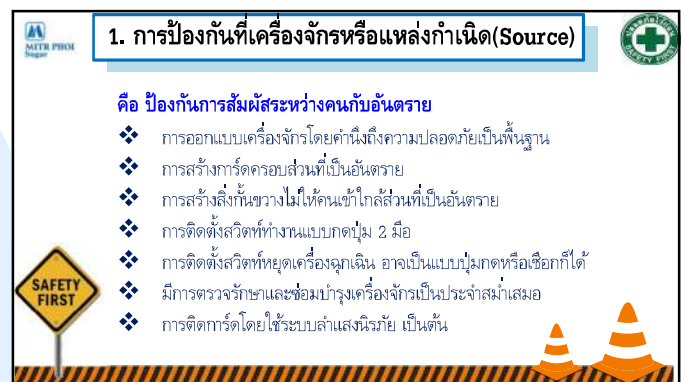 MITR PHOL
Sugar
1. การป้องกันที่เครื่องจักรหรือแหล่งกำเนิด(Source)
ปลอดภัยไว้ก่อน
SAFETY FIRST
คือ ป้องกันการสัมผัสระหว่างคนกับอันตราย
❖ การออกแบบเครื่องจักรโดยคำนึงถึงความปลอดภัยเป็นพื้นฐาน
❖ การสร้างการ์ดครอบส่วนที่เป็นอันตราย
❖ การสร้างสิ่งกั้นขวางไม่ให้คนเข้าใกล้ส่วนที่เป็นอันตราย
❖ การติดตั้งสวิตท์ทำงานแบบกดปุ่ม 2 มือ
❖ การติดตั้งสวิตท์หยุดเครื่องฉุกเฉิน อาจเป็นแบบปุ่มกดหรือเชือกก็ได้
❖ มีการตรวจรักษาและซ่อมบำรุงเครื่องจักรเป็นประจำสม่ำเสมอ
❖ การติดการ์ดโดยใช้ระบบลำแสงนิรภัย เป็นต้น
SAFETY
FIRST